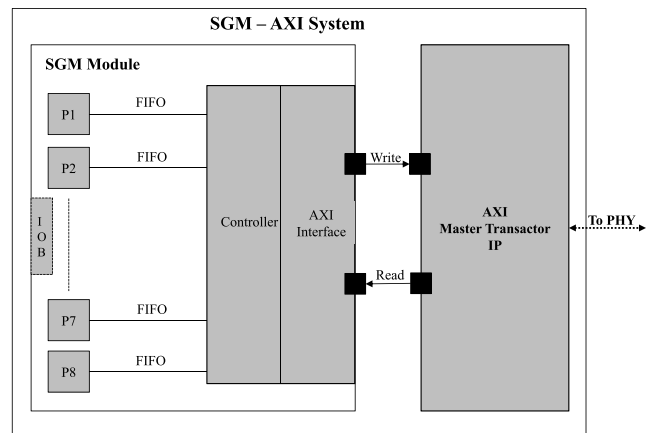 SGM – AXI System
SGM Module
P1
FIFO
P2
FIFO
I
O
B
P7
FIFO
P8
FIFO
Controller
AXI
Interface
Write
Read
AXI
Master Transactor
IP
To PHY